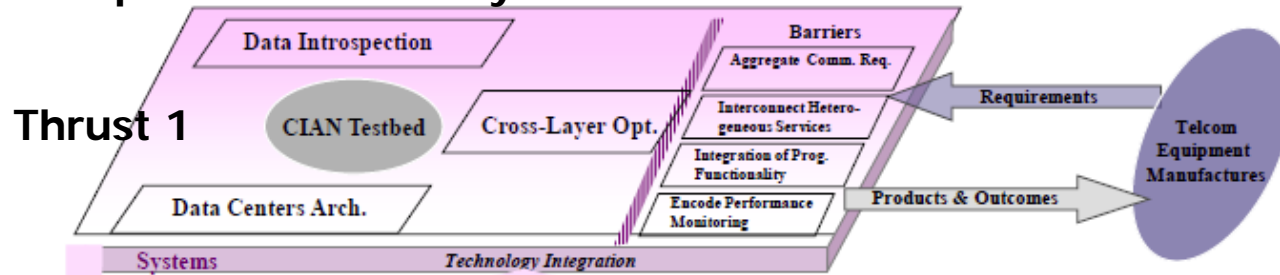 Data Introspection
Thrust 1
CIAN Testbed
Cross-Layer Opt.
Data Centers Arch.
Barriers
Aggregate Comm. Req.
Interconnect Hetero-
geneous Services
Integration of Prog.
Functionality
Encode Performance
Monitoring
Requirements
Products & Outcomes
Telcom
Equipment
Manufactures
Systems
Technology Integration